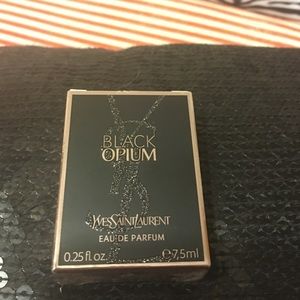 BLACK
OPIUM
YVESSAINTLAURENT
EAU DE PARFUM
0.25 fl. oz. ℮7,5ml